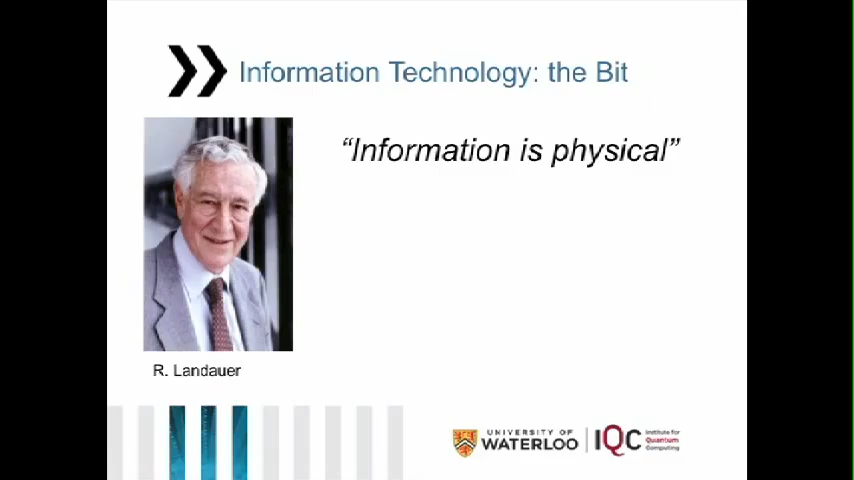 Information Technology: the Bit
“Information is physical”
R. Landauer
UNIVERSITY OF
WATERLOO
IQC
Institute for
Quantum
Computing